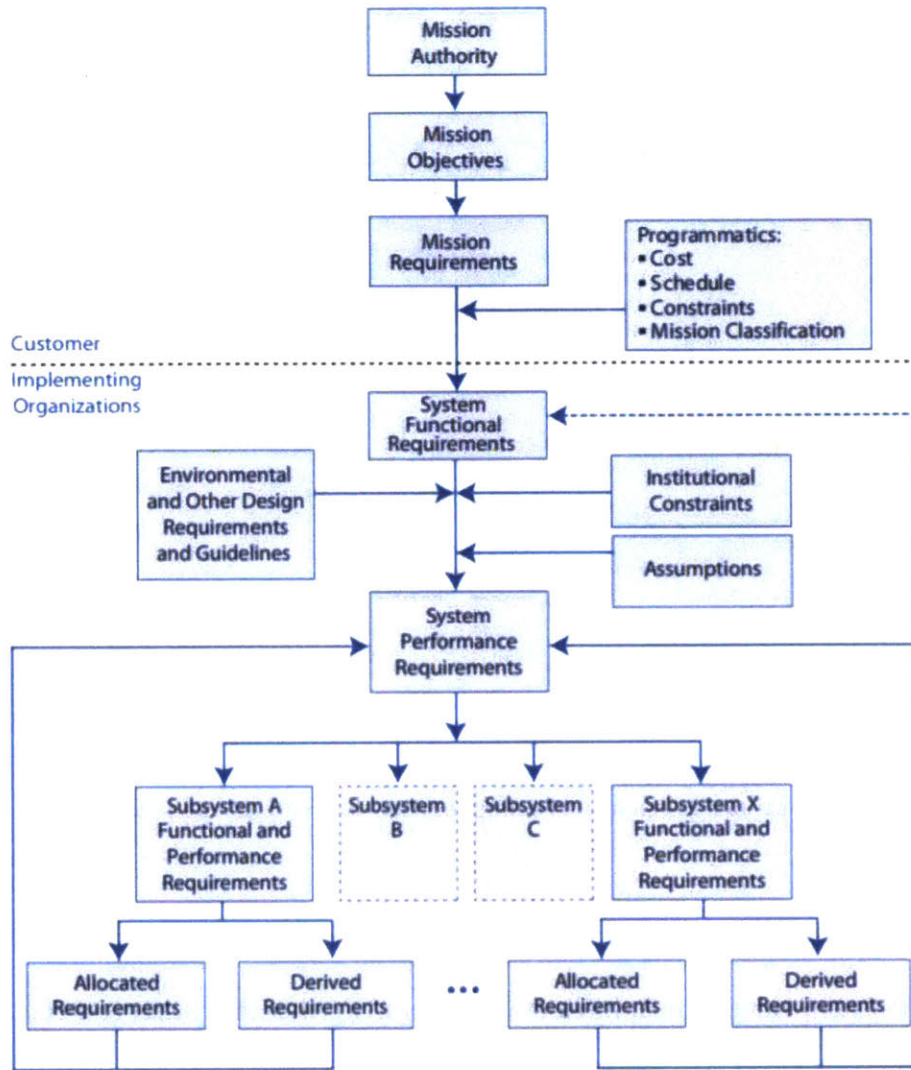 Mission
Authority
Mission
Objectives
Mission
Requirements
Programmatics:
▪ Cost
▪ Schedule
▪ Constraints
▪ Mission Classification
Customer
Implementing
Organizations
System
Functional
Requirements
Environmental
and Other Design
Requirements
and Guidelines
Institutional
Constraints
Assumptions
System
Performance
Requirements
Subsystem A
Functional and
Performance
Requirements
Subsystem
B
Subsystem
C
Subsystem X
Functional and
Performance
Requirements
Allocated
Requirements
Derived
Requirements
...
Allocated
Requirements
Derived
Requirements